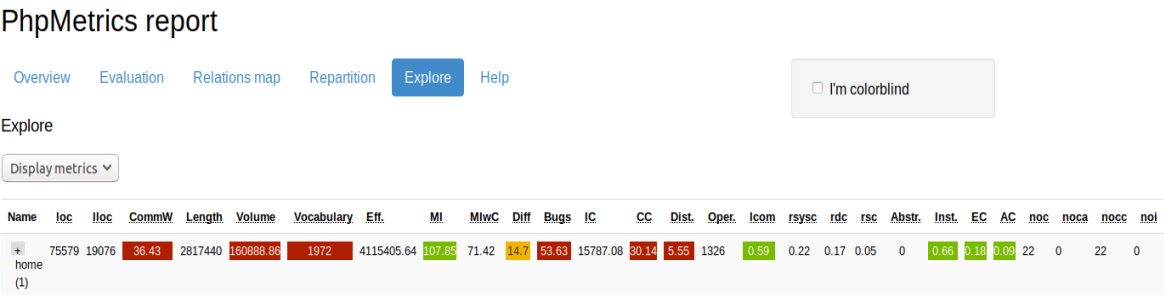 PhpMetrics report
Overview Evaluation Relations map Repartition Explore Help
I'm colorblind
Explore
Display metrics
Name loc lloc CommW Length Volume Vocabulary Eff. MI MIwC Diff Bugs IC CC Dist. Oper. lcom rsysc rdc rsc Abstr. Inst. EC AC noc noca nocc noi
+ 75579 19076 36.43 2817440 160888.86 1972 4115405.64 107.85 71.42 14.7 53.63 15787.08 30.14 5.55 1326 0.59 0.22 0.17 0.05 0 0.66 0.18 0.09 22 0 22 0
home
(1)